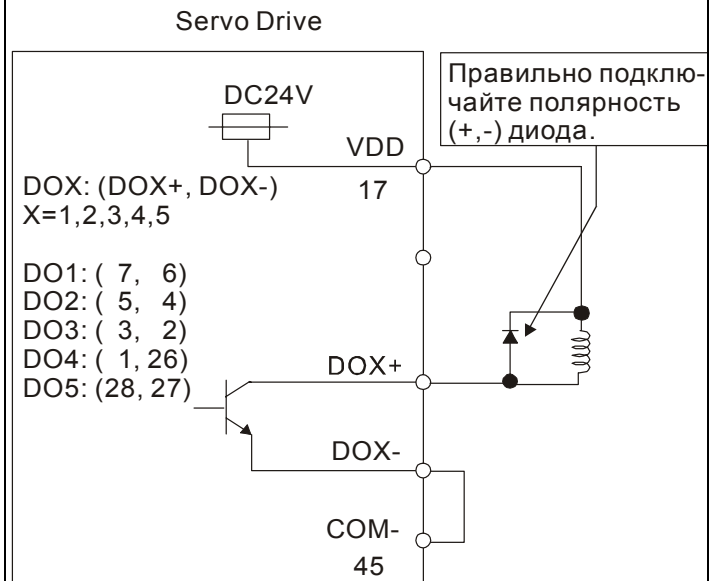 Servo Drive
Правильно подклю-
чайте полярность
(+,-) диода.
DC24V
VDD
17
DOX: (DOX+, DOX-)
X=1,2,3,4,5
DO1: ( 7, 6)
DO2: ( 5, 4)
DO3: ( 3, 2)
DO4: ( 1, 26)
DO5: (28, 27)
DOX+
DOX-
COM-
45